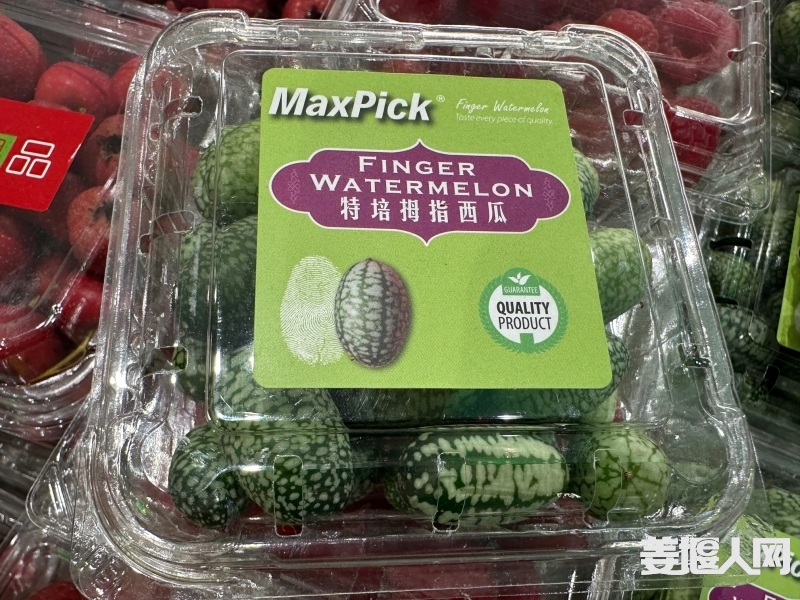 品
MaxPick®
Finger Watermelon
Taste every piece of quality.
FINGER
WATERMELON
特培拇指西瓜
GUARANTEE
QUALITY
PRODUCT
姜堰人网